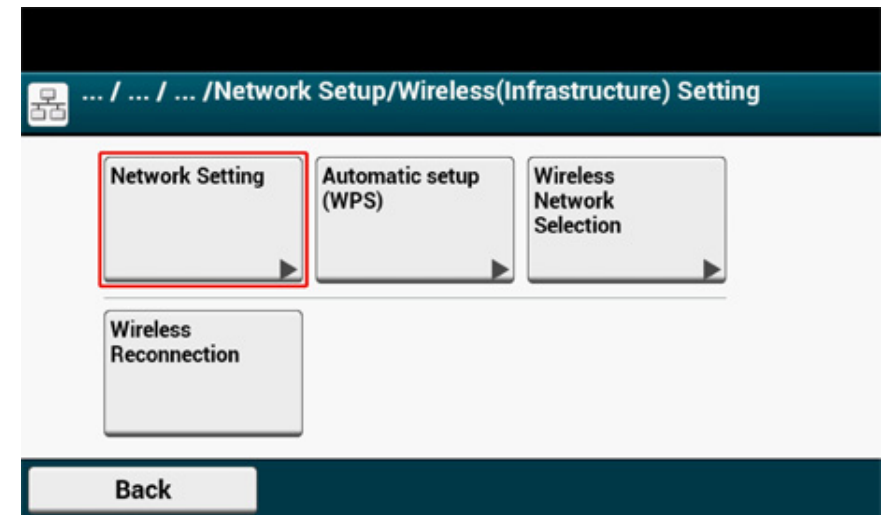 ... / ... / ... /Network Setup/Wireless(Infrastructure) Setting
Network Setting
Automatic setup
(WPS)
Wireless
Network
Selection
Wireless
Reconnection
Back